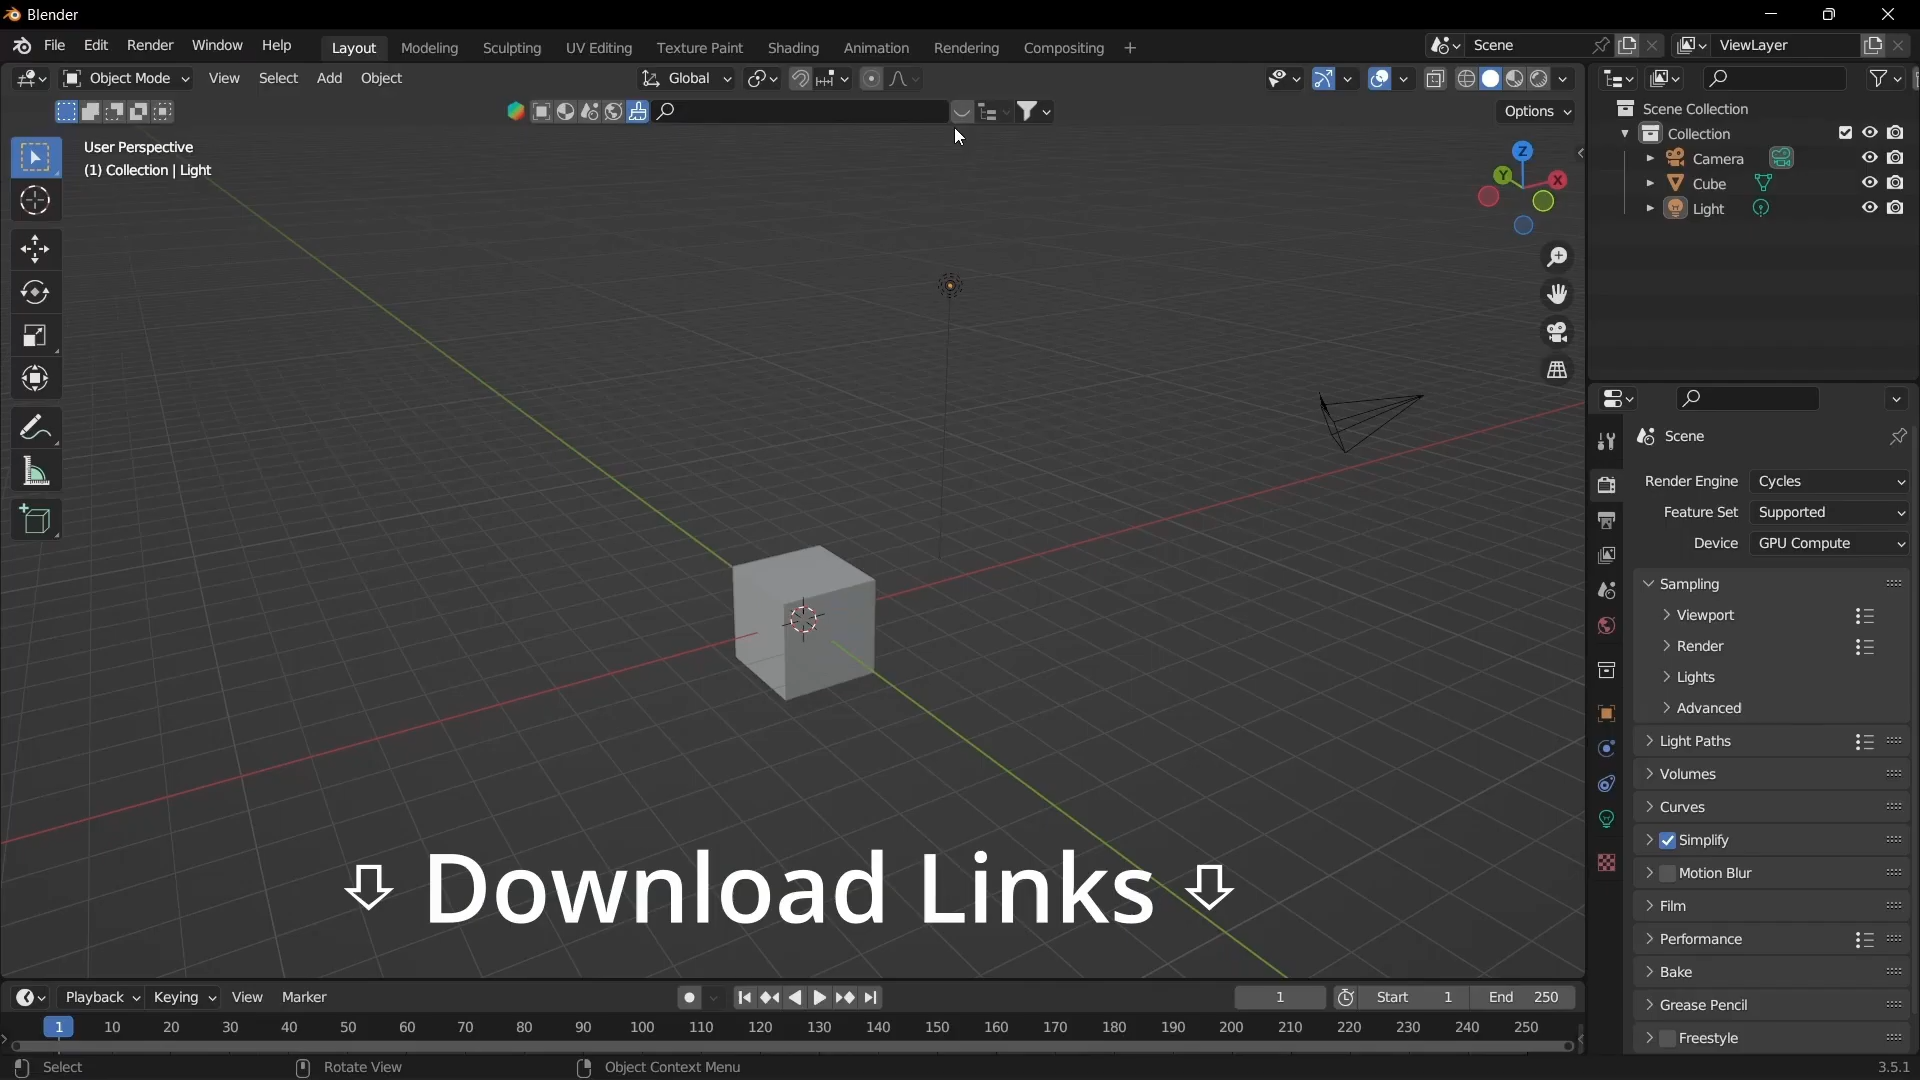 Blender
File Edit Render Window Help Layout Modeling Sculpting UV Editing Texture Paint Shading Animation Rendering Compositing + Scene ViewLayer
Object Mode View Select Add Object Global
Options
User Perspective
(1) Collection | Light
Z
Y
X
Scene Collection
Collection
Camera
Cube
Light
Scene
Render Engine Cycles
Feature Set Supported
Device GPU Compute
Sampling
Viewport
Render
Lights
Advanced
Light Paths
Volumes
Curves
Simplify
Motion Blur
Film
Performance
Bake
Grease Pencil
Freestyle
Download Links
Playback Keying View Marker 1 Start 1 End 250
1 10 20 30 40 50 60 70 80 90 100 110 120 130 140 150 160 170 180 190 200 210 220 230 240 250
Select Rotate View Object Context Menu 3.5.1